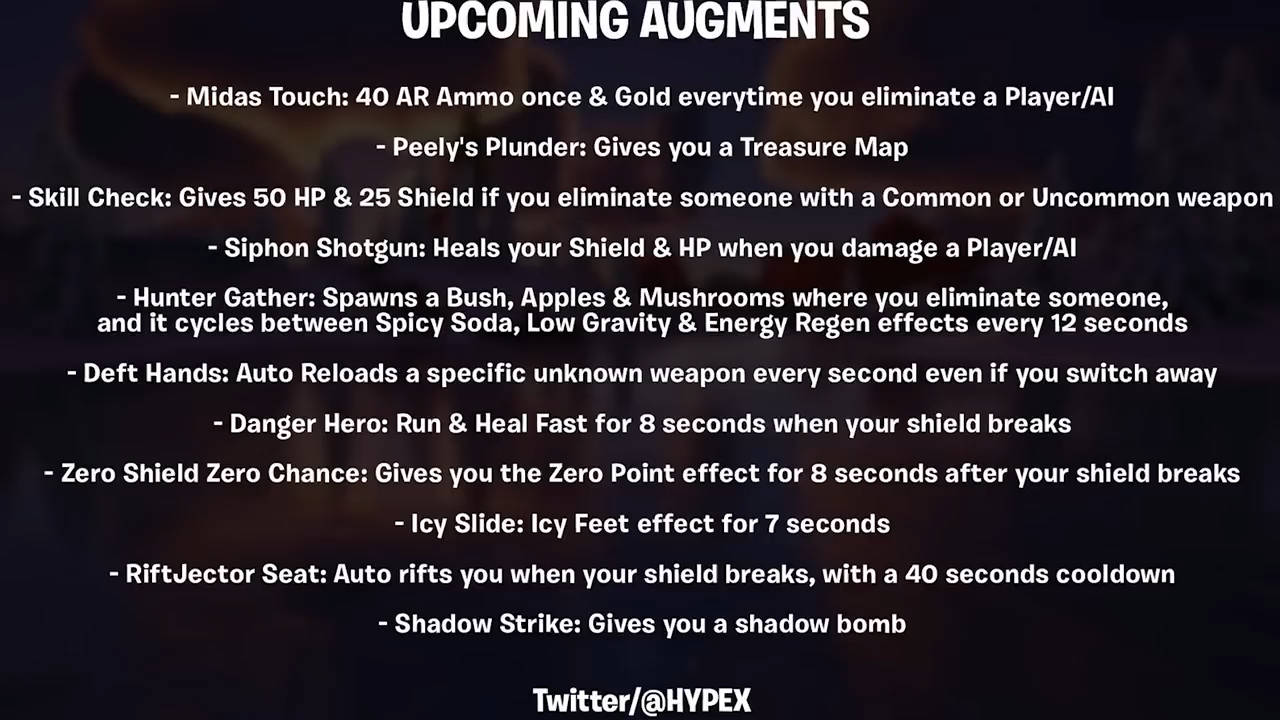 UPCOMING AUGMENTS
- Midas Touch: 40 AR Ammo once & Gold everytime you eliminate a Player/AI
- Peely's Plunder: Gives you a Treasure Map
- Skill Check: Gives 50 HP & 25 Shield if you eliminate someone with a Common or Uncommon weapon
- Siphon Shotgun: Heals your Shield & HP when you damage a Player/AI
- Hunter Gather: Spawns a Bush, Apples & Mushrooms where you eliminate someone,
and it cycles between Spicy Soda, Low Gravity & Energy Regen effects every 12 seconds
- Deft Hands: Auto Reloads a specific unknown weapon every second even if you switch away
- Danger Hero: Run & Heal Fast for 8 seconds when your shield breaks
- Zero Shield Zero Chance: Gives you the Zero Point effect for 8 seconds after your shield breaks
- Icy Slide: Icy Feet effect for 7 seconds
- RiftJector Seat: Auto rifts you when your shield breaks, with a 40 seconds cooldown
- Shadow Strike: Gives you a shadow bomb
Twitter/@HYPEX